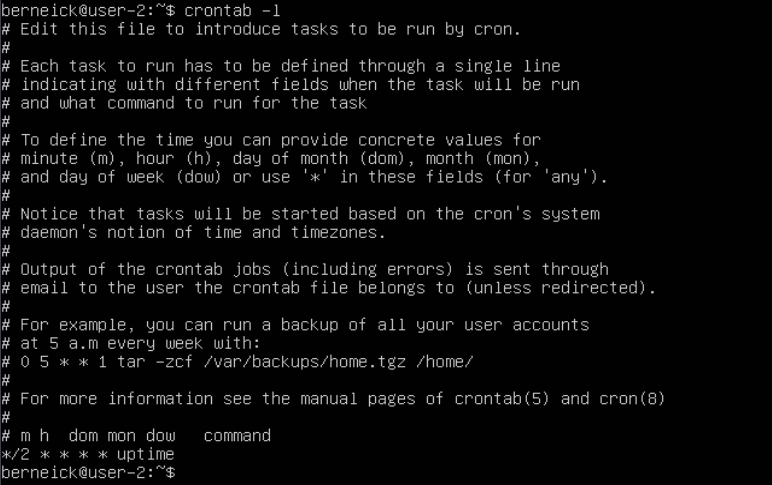 berneick@user-2:~$ crontab -l
# Edit this file to introduce tasks to be run by cron.
#
# Each task to run has to be defined through a single line
# indicating with different fields when the task will be run
# and what command to run for the task
#
# To define the time you can provide concrete values for
# minute (m), hour (h), day of month (dom), month (mon),
# and day of week (dow) or use '*' in these fields (for 'any').
#
# Notice that tasks will be started based on the cron's system
# daemon's notion of time and timezones.
#
# Output of the crontab jobs (including errors) is sent through
# email to the user the crontab file belongs to (unless redirected).
#
# For example, you can run a backup of all your user accounts
# at 5 a.m every week with:
# 0 5 * * 1 tar -zcf /var/backups/home.tgz /home/
#
# For more information see the manual pages of crontab(5) and cron(8)
#
# m h  dom mon dow   command
*/2 * * * * uptime
berneick@user-2:~$